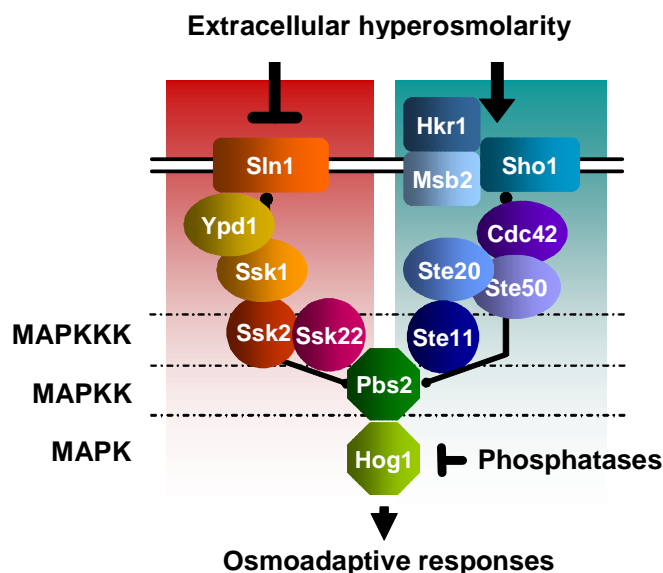 Extracellular hyperosmolarity
Hkr1
Sln1
Msb2
Sho1
Ypd1
Cdc42
Ssk1
Ste20
Ste50
MAPKKK
Ssk2
Ssk22
Ste11
MAPKK
Pbs2
MAPK
Hog1
Phosphatases
Osmoadaptive responses